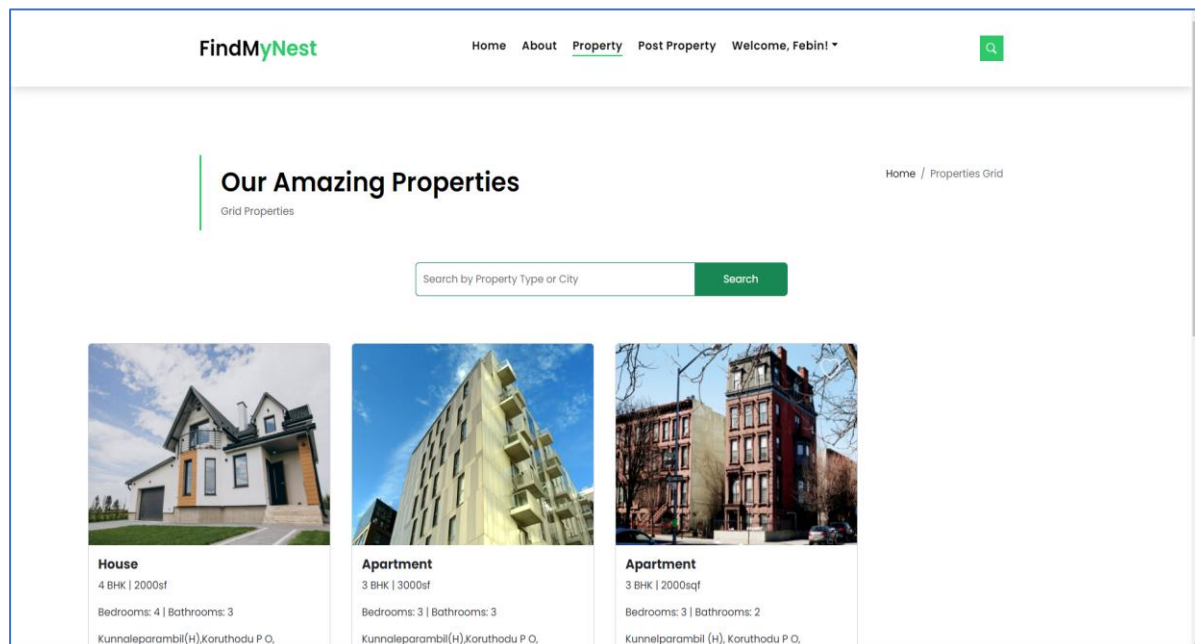 FindMyNest
Home About Property Post Property Welcome, Febin!
Our Amazing Properties
Home / Properties Grid
Grid Properties
Search by Property Type or City
Search
House
4 BHK | 2000sf
Bedrooms: 4 | Bathrooms: 3
Kunnaleparambil(H),Koruthodu P O,
Apartment
3 BHK | 3000sf
Bedrooms: 3 | Bathrooms: 3
Kunnaleparambil(H),Koruthodu P O,
Apartment
3 BHK | 2000sqf
Bedrooms: 3 | Bathrooms: 2
Kunnelparambil (H), Koruthodu P O,